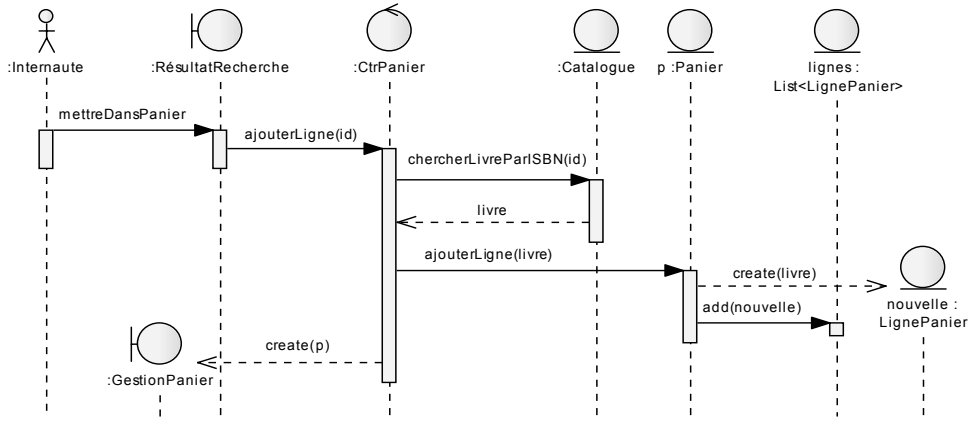 :Internaute
:RésultatRecherche
:CtrPanier
:Catalogue
p :Panier
lignes :
List<LignePanier>
mettreDansPanier
ajouterLigne(id)
chercherLivreParISBN(id)
livre
ajouterLigne(livre)
create(livre)
nouvelle :
LignePanier
add(nouvelle)
create(p)
:GestionPanier